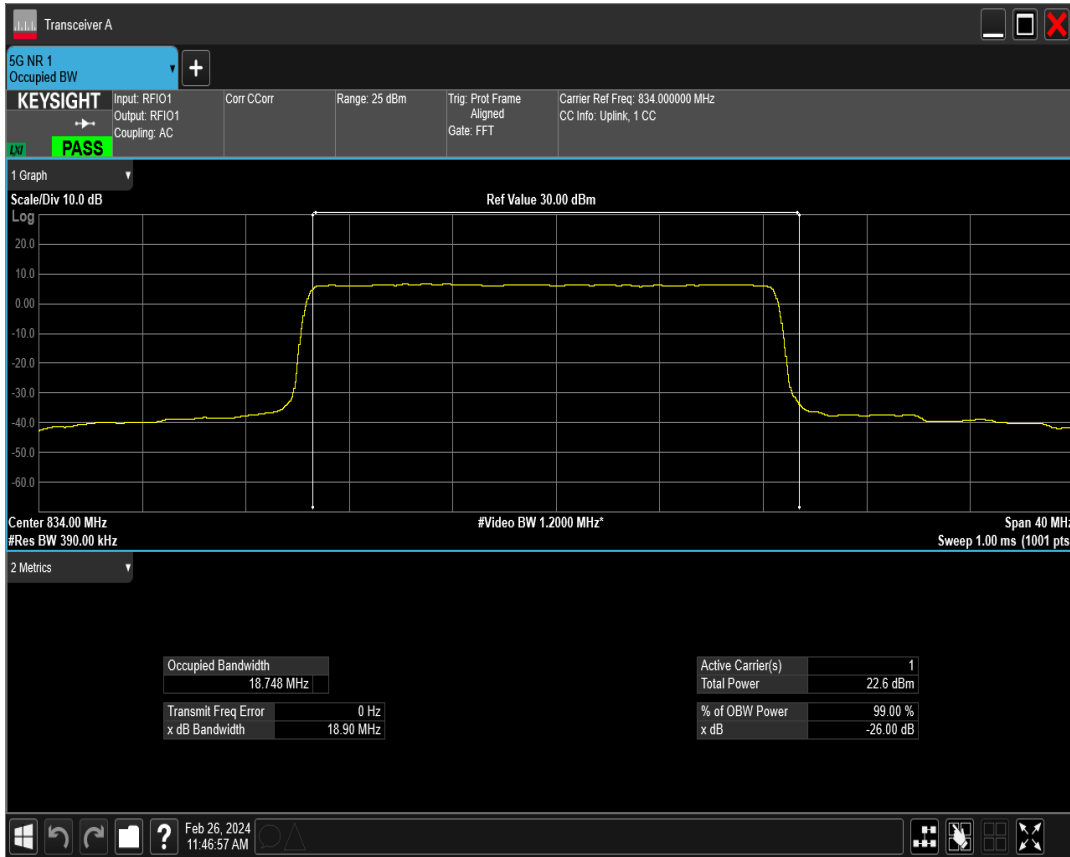 Transceiver A
5G NR 1
Occupied BW
KEYSIGHT
LXI
PASS
Input: RFIO1
Output: RFIO1
Coupling: AC
Corr CCorr
Range: 25 dBm
Trig: Prot Frame
Aligned
Gate: FFT
Carrier Ref Freq: 834.000000 MHz
CC Info: Uplink, 1 CC
1 Graph
Scale/Div 10.0 dB
Ref Value 30.00 dBm
Log
20.0
10.0
0.00
-10.0
-20.0
-30.0
-40.0
-50.0
-60.0
Center 834.00 MHz
#Video BW 1.2000 MHz*
Span 40 MHz
#Res BW 390.00 kHz
Sweep 1.00 ms (1001 pts
2 Metrics
Occupied Bandwidth
18.748 MHz
Transmit Freq Error 0 Hz
x dB Bandwidth 18.90 MHz
Active Carrier(s) 1
Total Power 22.6 dBm
% of OBW Power 99.00 %
x dB -26.00 dB
?
Feb 26, 2024
11:46:57 AM